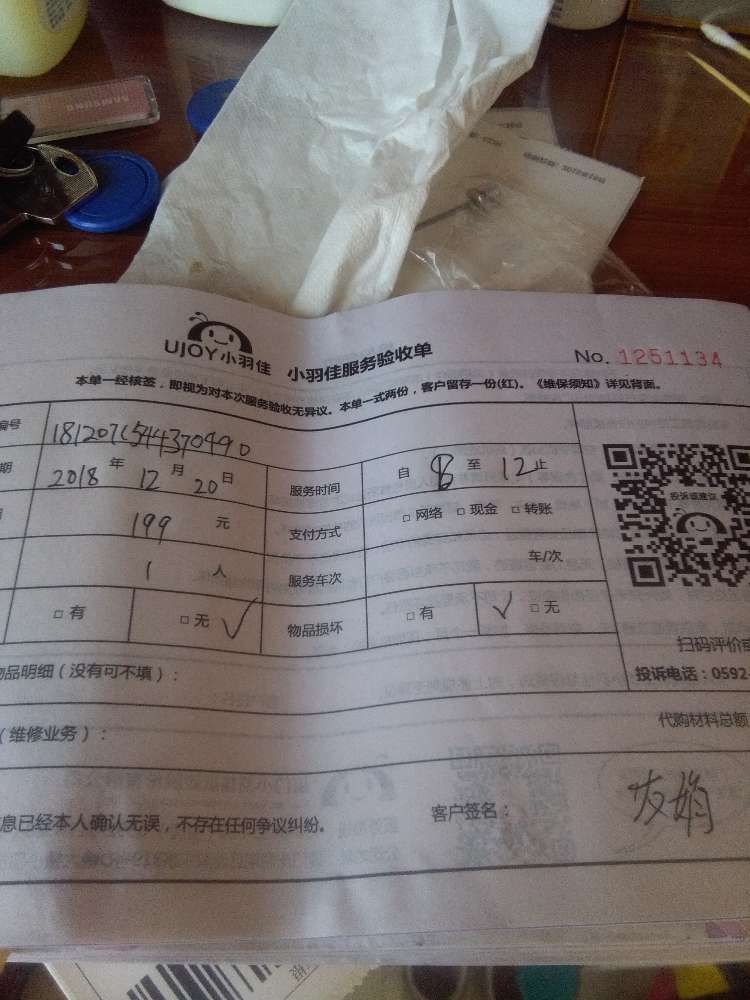 SAMSUNG
UJOY小羽佳 小羽佳服务验收单 No. 1251134
本单一经核签，即视为对本次服务验收无异议。本单一式两份，客户留存一份(红)。《维保须知》详见背面。
编号
期 2018 年 12 月 20 日 服务时间 自 8 至 12 止
199 元 支付方式 □ 网络 □ 现金 □ 转账
投诉或建议
1 人 服务车次 车/次
□ 有 □ 无 √ 物品损坏 □ 有 √ □ 无
扫码评价或
物品明细（没有可不填）： 投诉电话：0592-
代购材料总额
（维修业务）：
息已经本人确认无误，不存在任何争议纠纷。 客户签名：